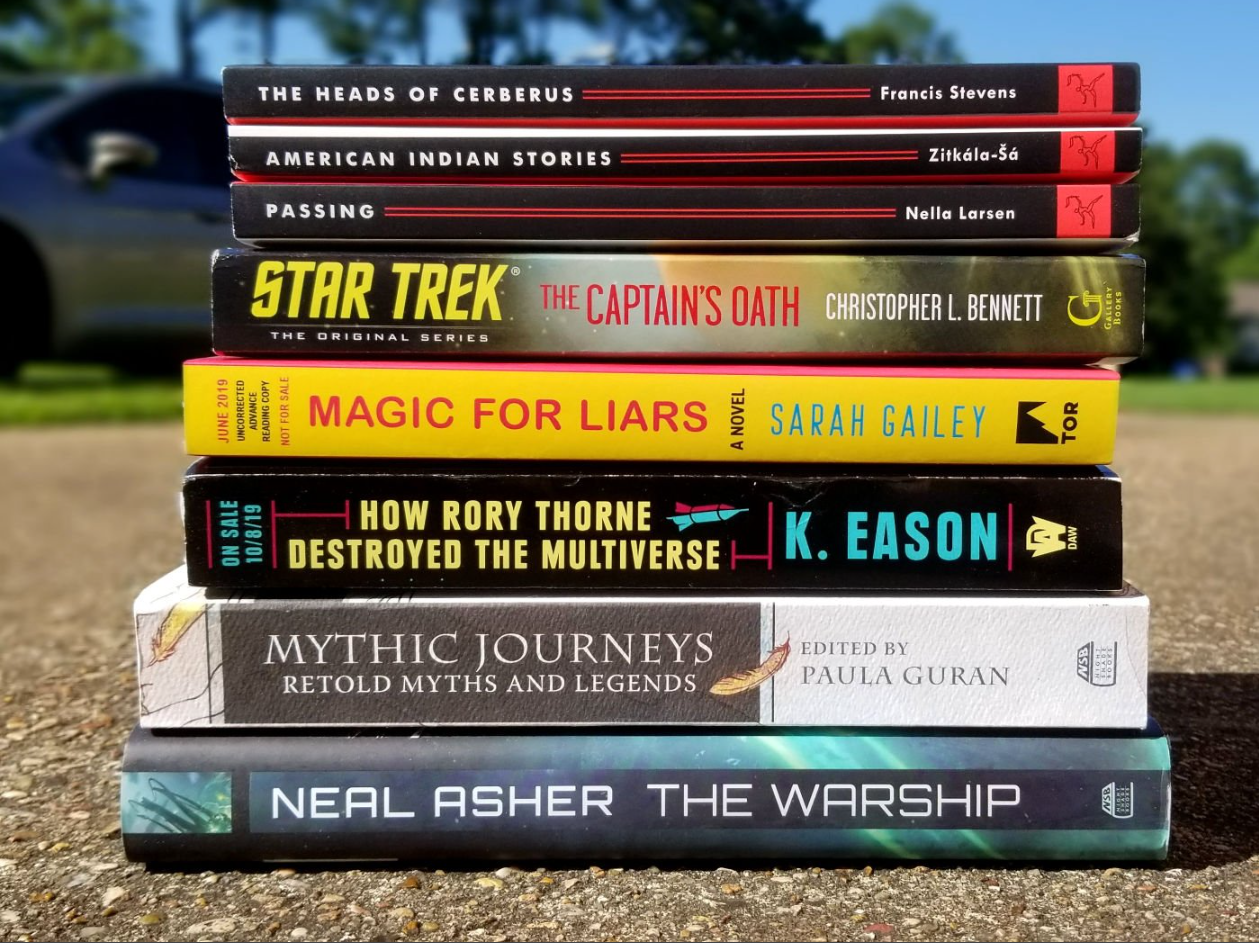 THE HEADS OF CERBERUS Francis Stevens
AMERICAN INDIAN STORIES Zitkála-Šá
PASSING Nella Larsen
STAR TREK®
THE ORIGINAL SERIES
THE CAPTAIN'S OATH
CHRISTOPHER L. BENNETT
G
GALLERY
BOOKS
JUNE 2019
UNCORRECTED
ADVANCE
READING COPY
NOT FOR SALE
MAGIC FOR LIARS
A NOVEL
SARAH GAILEY
TOR
ON SALE
10/8/19
HOW RORY THORNE
DESTROYED THE MULTIVERSE
K. EASON
DAW
DAW
MYTHIC JOURNEYS
RETOLD MYTHS AND LEGENDS
EDITED BY
PAULA GURAN
NSB
NIGHT
SHADE
BOOKS
NEAL ASHER THE WARSHIP
NSB
NIGHT
SHADE
BOOKS